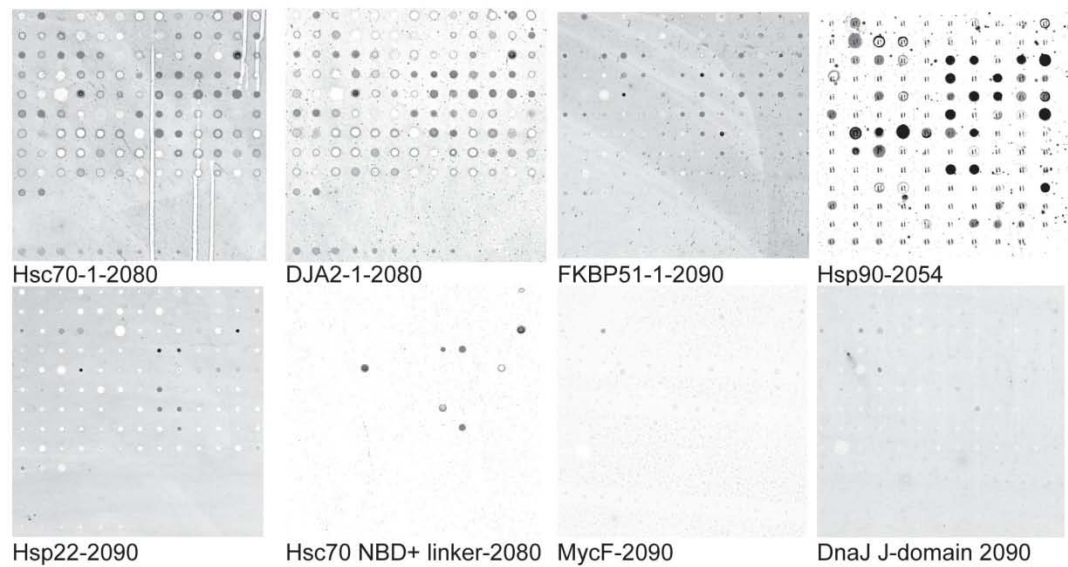 Hsc70-1-2080
DJA2-1-2080
FKBP51-1-2090
Hsp90-2054
Hsp22-2090
Hsc70 NBD+ linker-2080
MycF-2090
DnaJ J-domain 2090